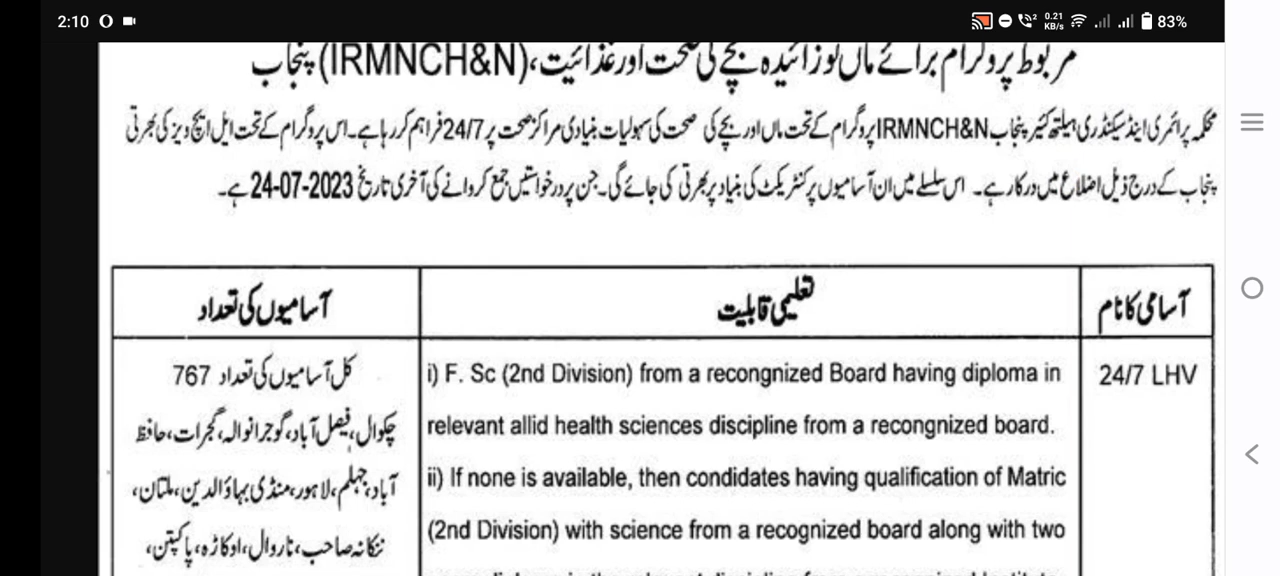 2:10
0.21 KB/s
83%
مربوط پروگرام برائے ماں نوزائیدہ بچے کی صحت اور غذائیت، (IRMNCH&N) پنجاب
محکمہ پرائمری اینڈ سیکنڈری ہیلتھ کیئر پنجاب IRMNCH&N پروگرام کے تحت ماں اور بچے کی صحت کی سہولیات بنیادی مراکز صحت پر 24/7 فراہم کر رہا ہے۔ اس پروگرام کے تحت ایل ایچ ویز کی بھرتی
پنجاب کے درج ذیل اضلاع میں درکار ہے۔ اس سلسلے میں ان آسامیوں پر کنٹریکٹ کی بنیاد پر بھرتی کی جائے گی۔ جن پر درخواستیں جمع کروانے کی آخری تاریخ 24-07-2023 ہے۔
آسامی کا نام
تعلیمی قابلیت
آسامیوں کی تعداد
24/7 LHV
i) F. Sc (2nd Division) from a recongnized Board having diploma in
relevant allid health sciences discipline from a recongnized board.
ii) If none is available, then candidates having qualification of Matric
(2nd Division) with science from a recognized board along with two
کل آسامیوں کی تعداد 767
چکوال، فیصل آباد، گوجرانوالہ، گجرات، حافظ
آباد، جہلم، لاہور، منڈی بہاؤالدین، ملتان،
ننکانہ صاحب، ناروال، اوکاڑہ، پاکپتن،